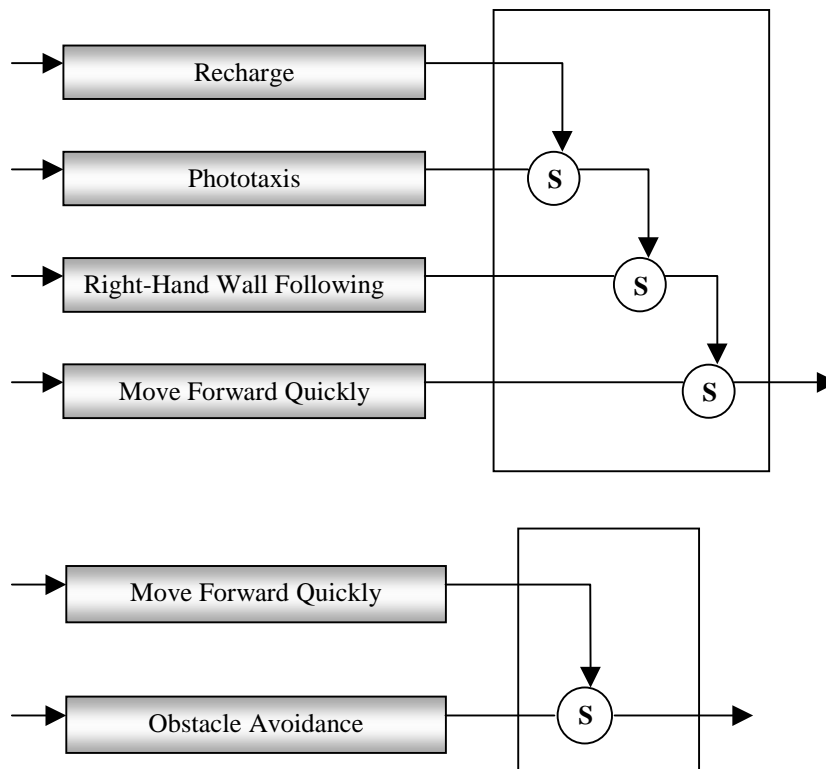 Recharge
Phototaxis
S
Right-Hand Wall Following
S
Move Forward Quickly
S
Move Forward Quickly
Obstacle Avoidance
S